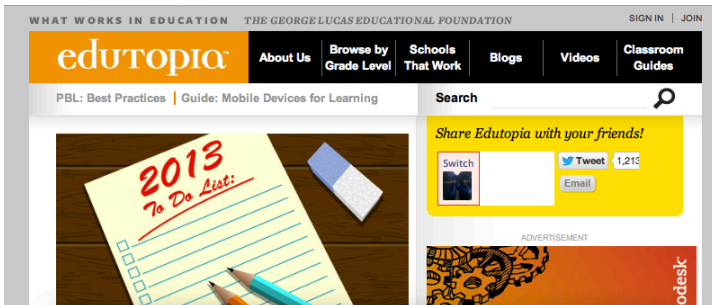 WHAT WORKS IN EDUCATION THE GEORGE LUCAS EDUCATIONAL FOUNDATION
SIGN IN | JOIN
edutopia™
About Us
Browse by
Grade Level
Schools
That Work
Blogs
Videos
Classroom
Guides
PBL: Best Practices | Guide: Mobile Devices for Learning
Search
2013
To Do List:
Share Edutopia with your friends!
Switch
Tweet
1,213
Email
ADVERTISEMENT
odesk